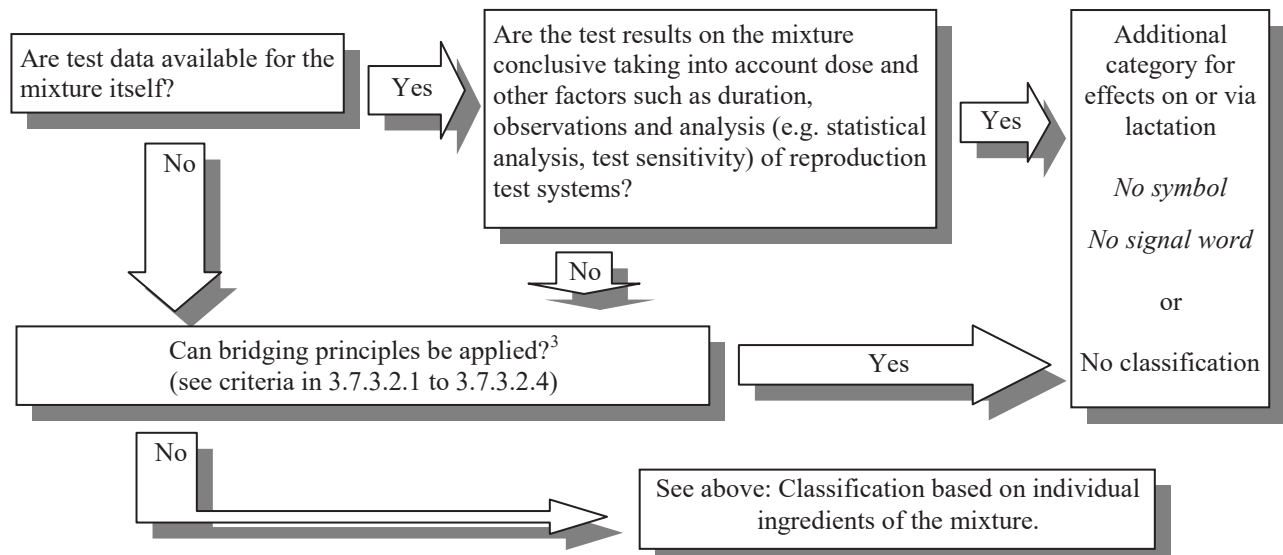 Are test data available for the
mixture itself?
Yes
Are the test results on the mixture
conclusive taking into account dose and
other factors such as duration,
observations and analysis (e.g. statistical
analysis, test sensitivity) of reproduction
test systems?
Yes
Additional
category for
effects on or via
lactation
No symbol
No signal word
or
No classification
No
No
Can bridging principles be applied?³
(see criteria in 3.7.3.2.1 to 3.7.3.2.4)
Yes
No
See above: Classification based on individual
ingredients of the mixture.